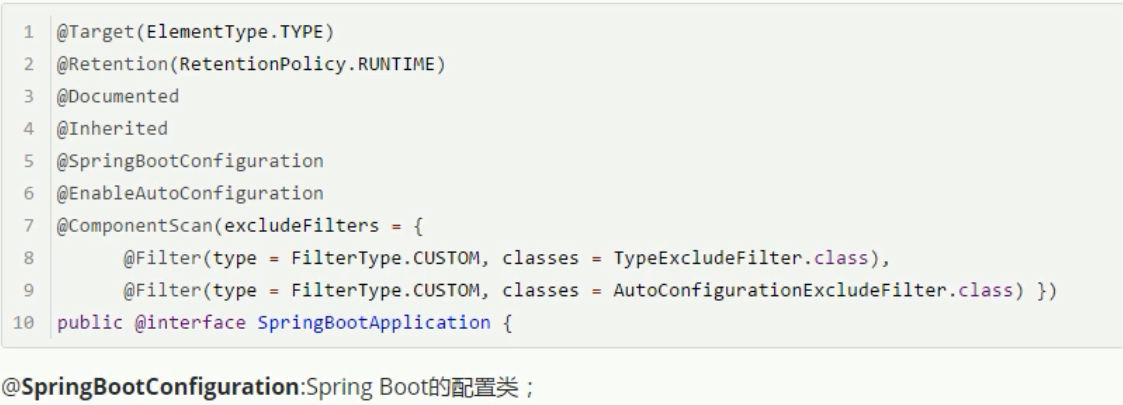 1 @Target(ElementType.TYPE)
2 @Retention(RetentionPolicy.RUNTIME)
3 @Documented
4 @Inherited
5 @SpringBootConfiguration
6 @EnableAutoConfiguration
7 @ComponentScan(excludeFilters = {
8 @Filter(type = FilterType.CUSTOM, classes = TypeExcludeFilter.class),
9 @Filter(type = FilterType.CUSTOM, classes = AutoConfigurationExcludeFilter.class) })
10 public @interface SpringBootApplication {
@SpringBootConfiguration:Spring Boot的配置类；